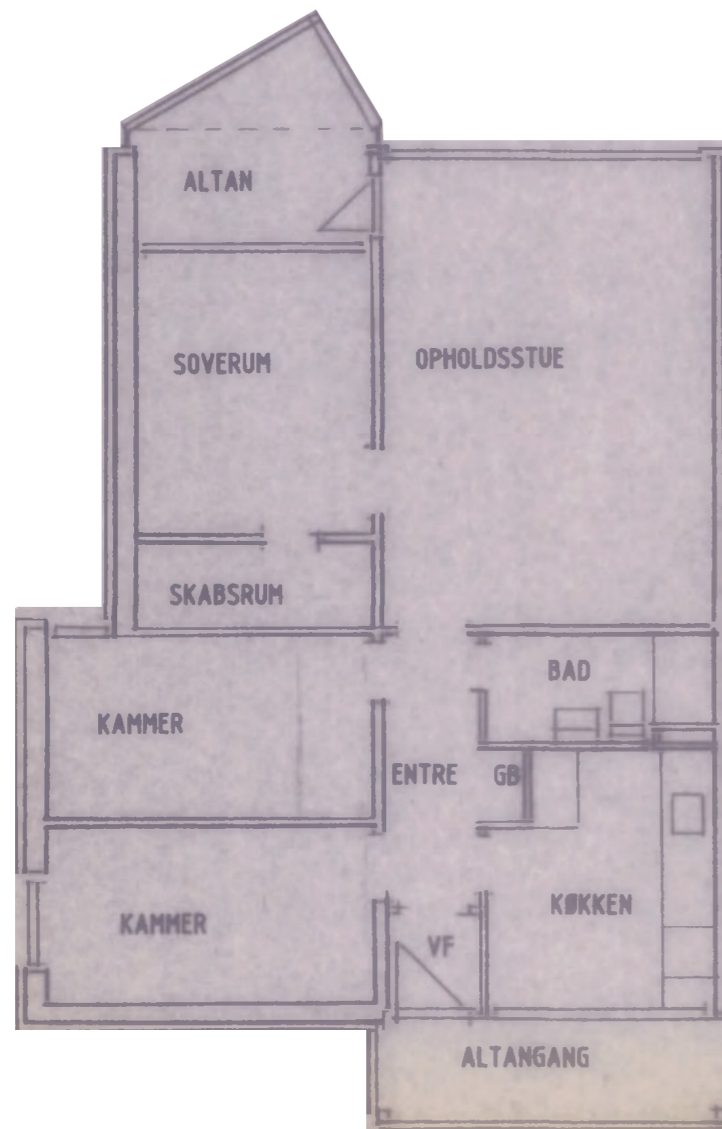 ALTAN
SOVERUM
OPHOLDSSTUE
SKABSRUM
BAD
KAMMER
ENTRE
GB
KØKKEN
KAMMER
VF
ALTANGANG